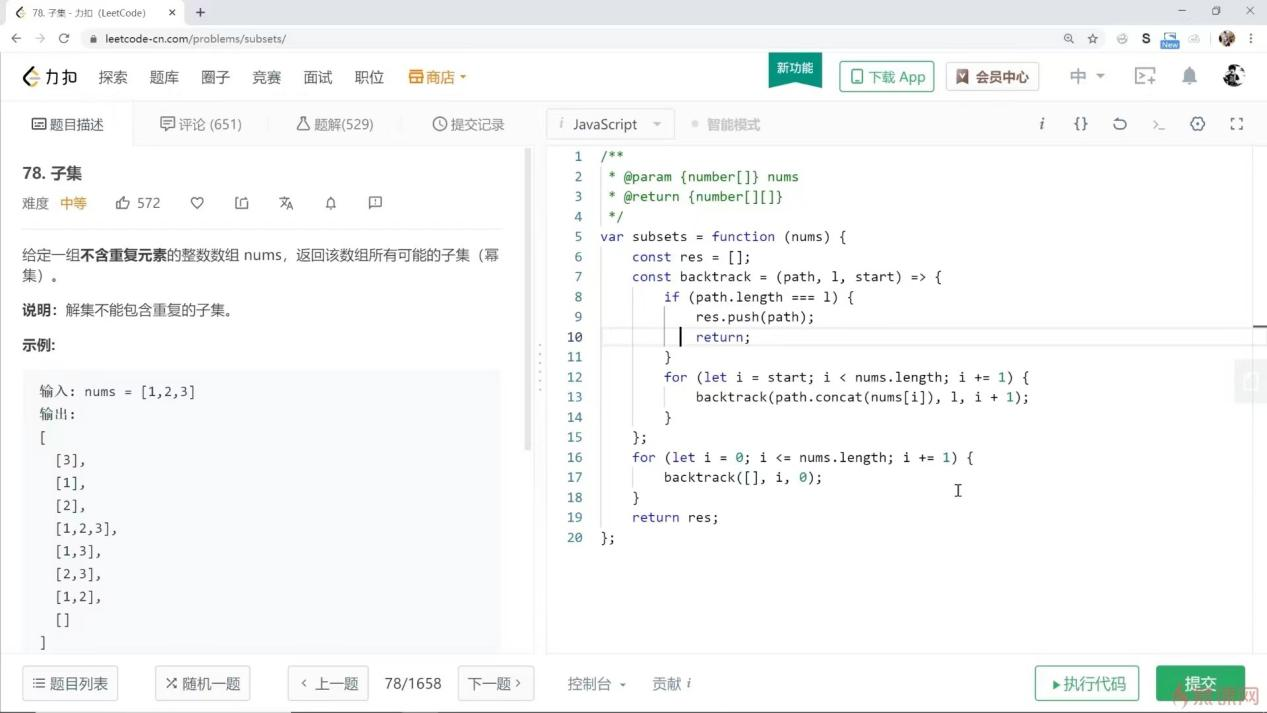 78. 子集 - 力扣（LeetCode）
leetcode-cn.com/problems/subsets/
S
New
力扣 探索 题库 圈子 竞赛 面试 职位 商店 新功能 下载 App 会员中心 中
题目描述 评论 (651) 题解(529) 提交记录
i JavaScript 智能模式 i {} >_
78. 子集
难度 中等 572
给定一组不含重复元素的整数数组 nums，返回该数组所有可能的子集（幂
集）。
说明：解集不能包含重复的子集。
示例:
输入: nums = [1,2,3]
输出:
[
[3],
[1],
[2],
[1,2,3],
[1,3],
[2,3],
[1,2],
[]
]
1 /**
2 * @param {number[]} nums
3 * @return {number[][]}
4 */
5 var subsets = function (nums) {
6 const res = [];
7 const backtrack = (path, l, start) => {
8 if (path.length === l) {
9 res.push(path);
10 return;
11 }
12 for (let i = start; i < nums.length; i += 1) {
13 backtrack(path.concat(nums[i]), l, i + 1);
14 }
15 };
16 for (let i = 0; i <= nums.length; i += 1) {
17 backtrack([], i, 0);
18 }
19 return res;
20 };
题目列表 随机一题 上一题 78/1658 下一题 控制台 贡献 i 执行代码 提交
慕课网